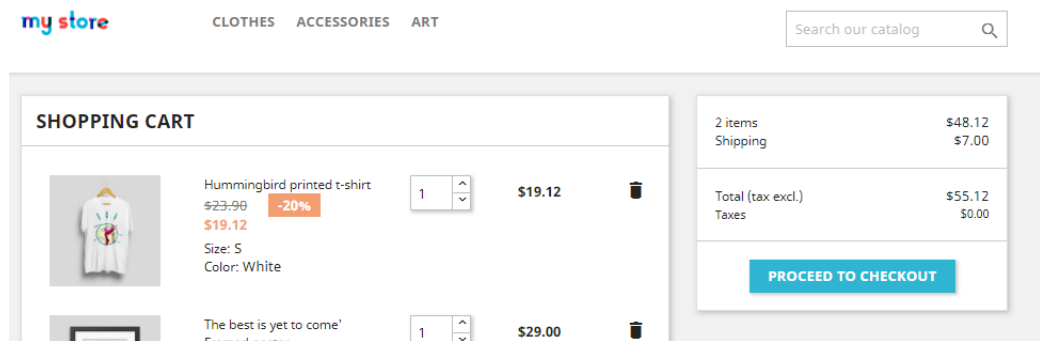 my store
CLOTHES ACCESSORIES ART
Search our catalog
SHOPPING CART
Hummingbird printed t-shirt
$23.90 -20%
$19.12
Size: S
Color: White
1
$19.12
The best is yet to come'
Framed poster
1
$29.00
2 items $48.12
Shipping $7.00
Total (tax excl.) $55.12
Taxes $0.00
PROCEED TO CHECKOUT